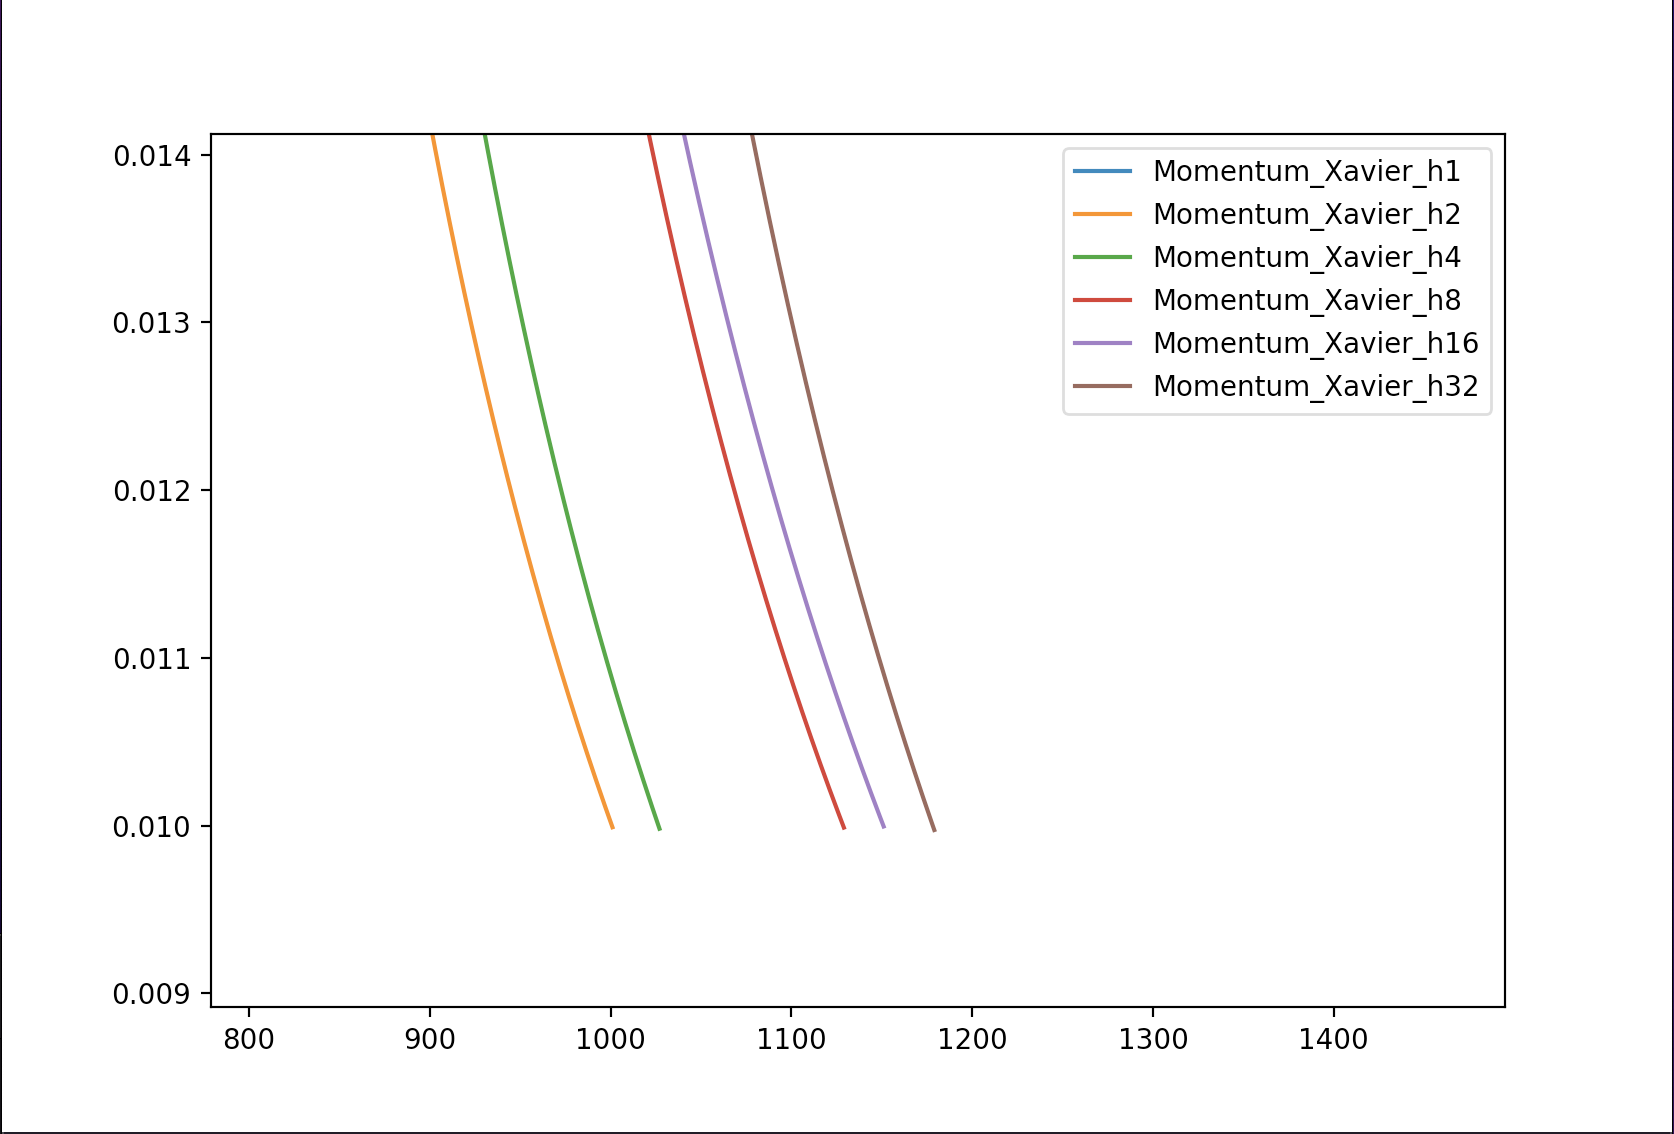 0.014
0.013
0.012
0.011
0.010
0.009
800 900 1000 1100 1200 1300 1400
Momentum_Xavier_h1
Momentum_Xavier_h2
Momentum_Xavier_h4
Momentum_Xavier_h8
Momentum_Xavier_h16
Momentum_Xavier_h32